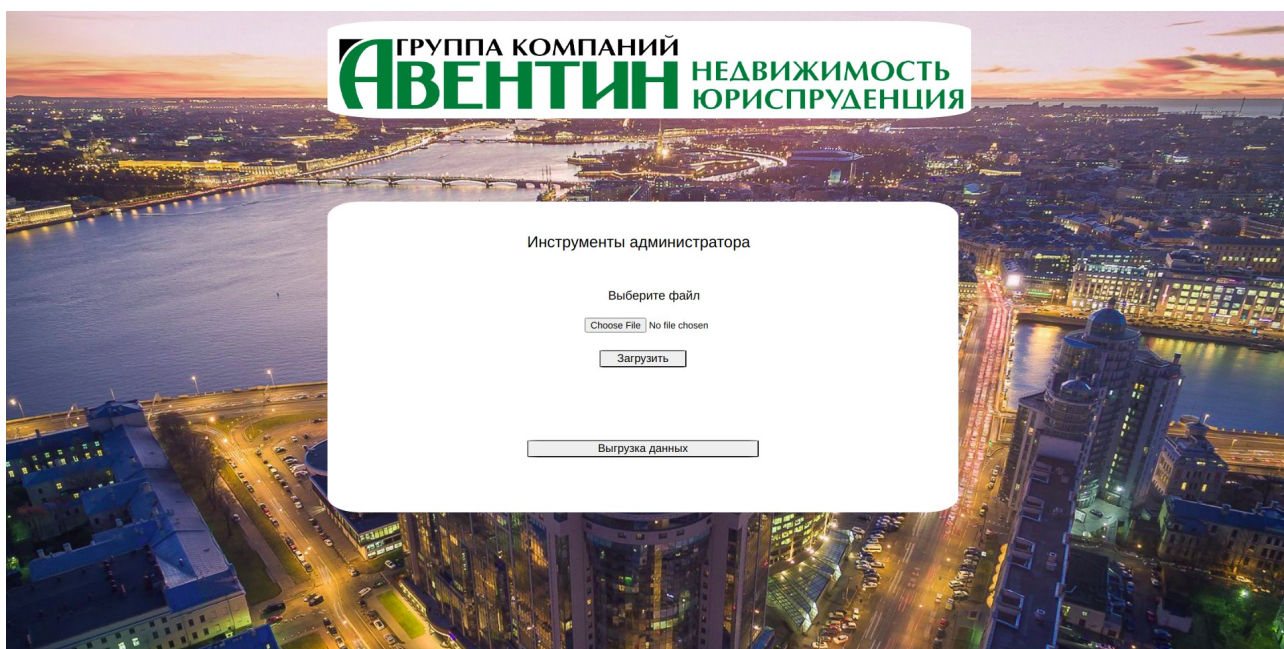 ГРУППА КОМПАНИЙ
АВЕНТИН
НЕДВИЖИМОСТЬ
ЮРИСПРУДЕНЦИЯ
Инструменты администратора
Выберите файл
Choose File No file chosen
Загрузить
Выгрузка данных